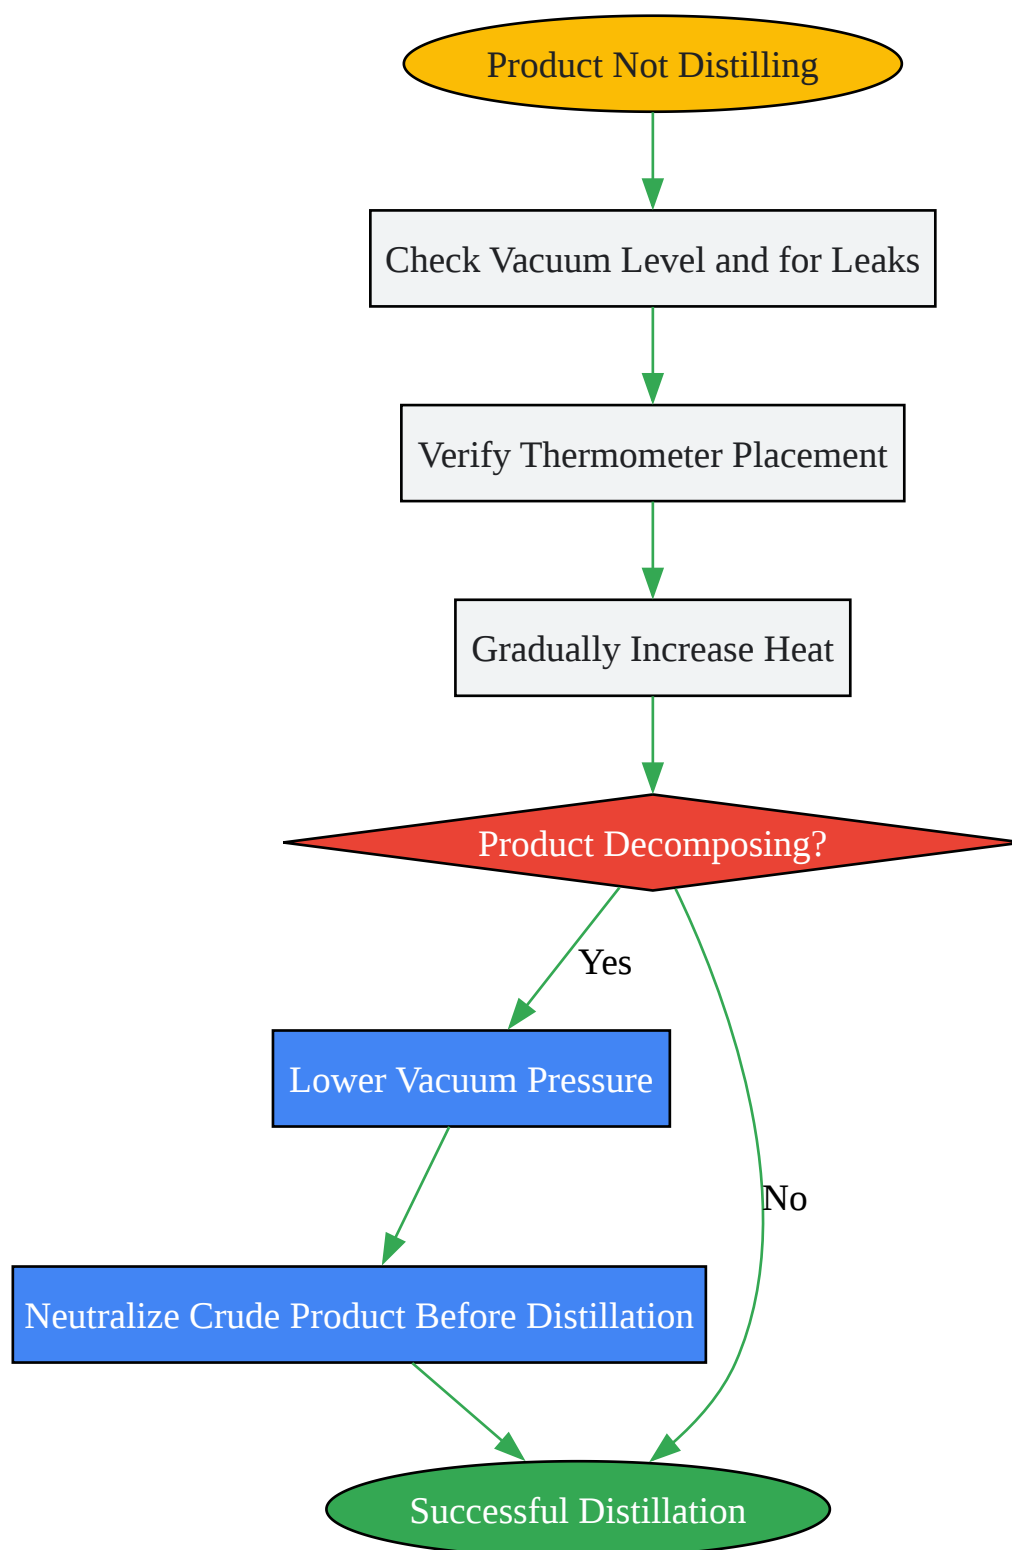 Product Not Distilling
Check Vacuum Level and for Leaks
Verify Thermometer Placement
Gradually Increase Heat
Product Decomposing?
Yes
Lower Vacuum Pressure
No
Neutralize Crude Product Before Distillation
Successful Distillation